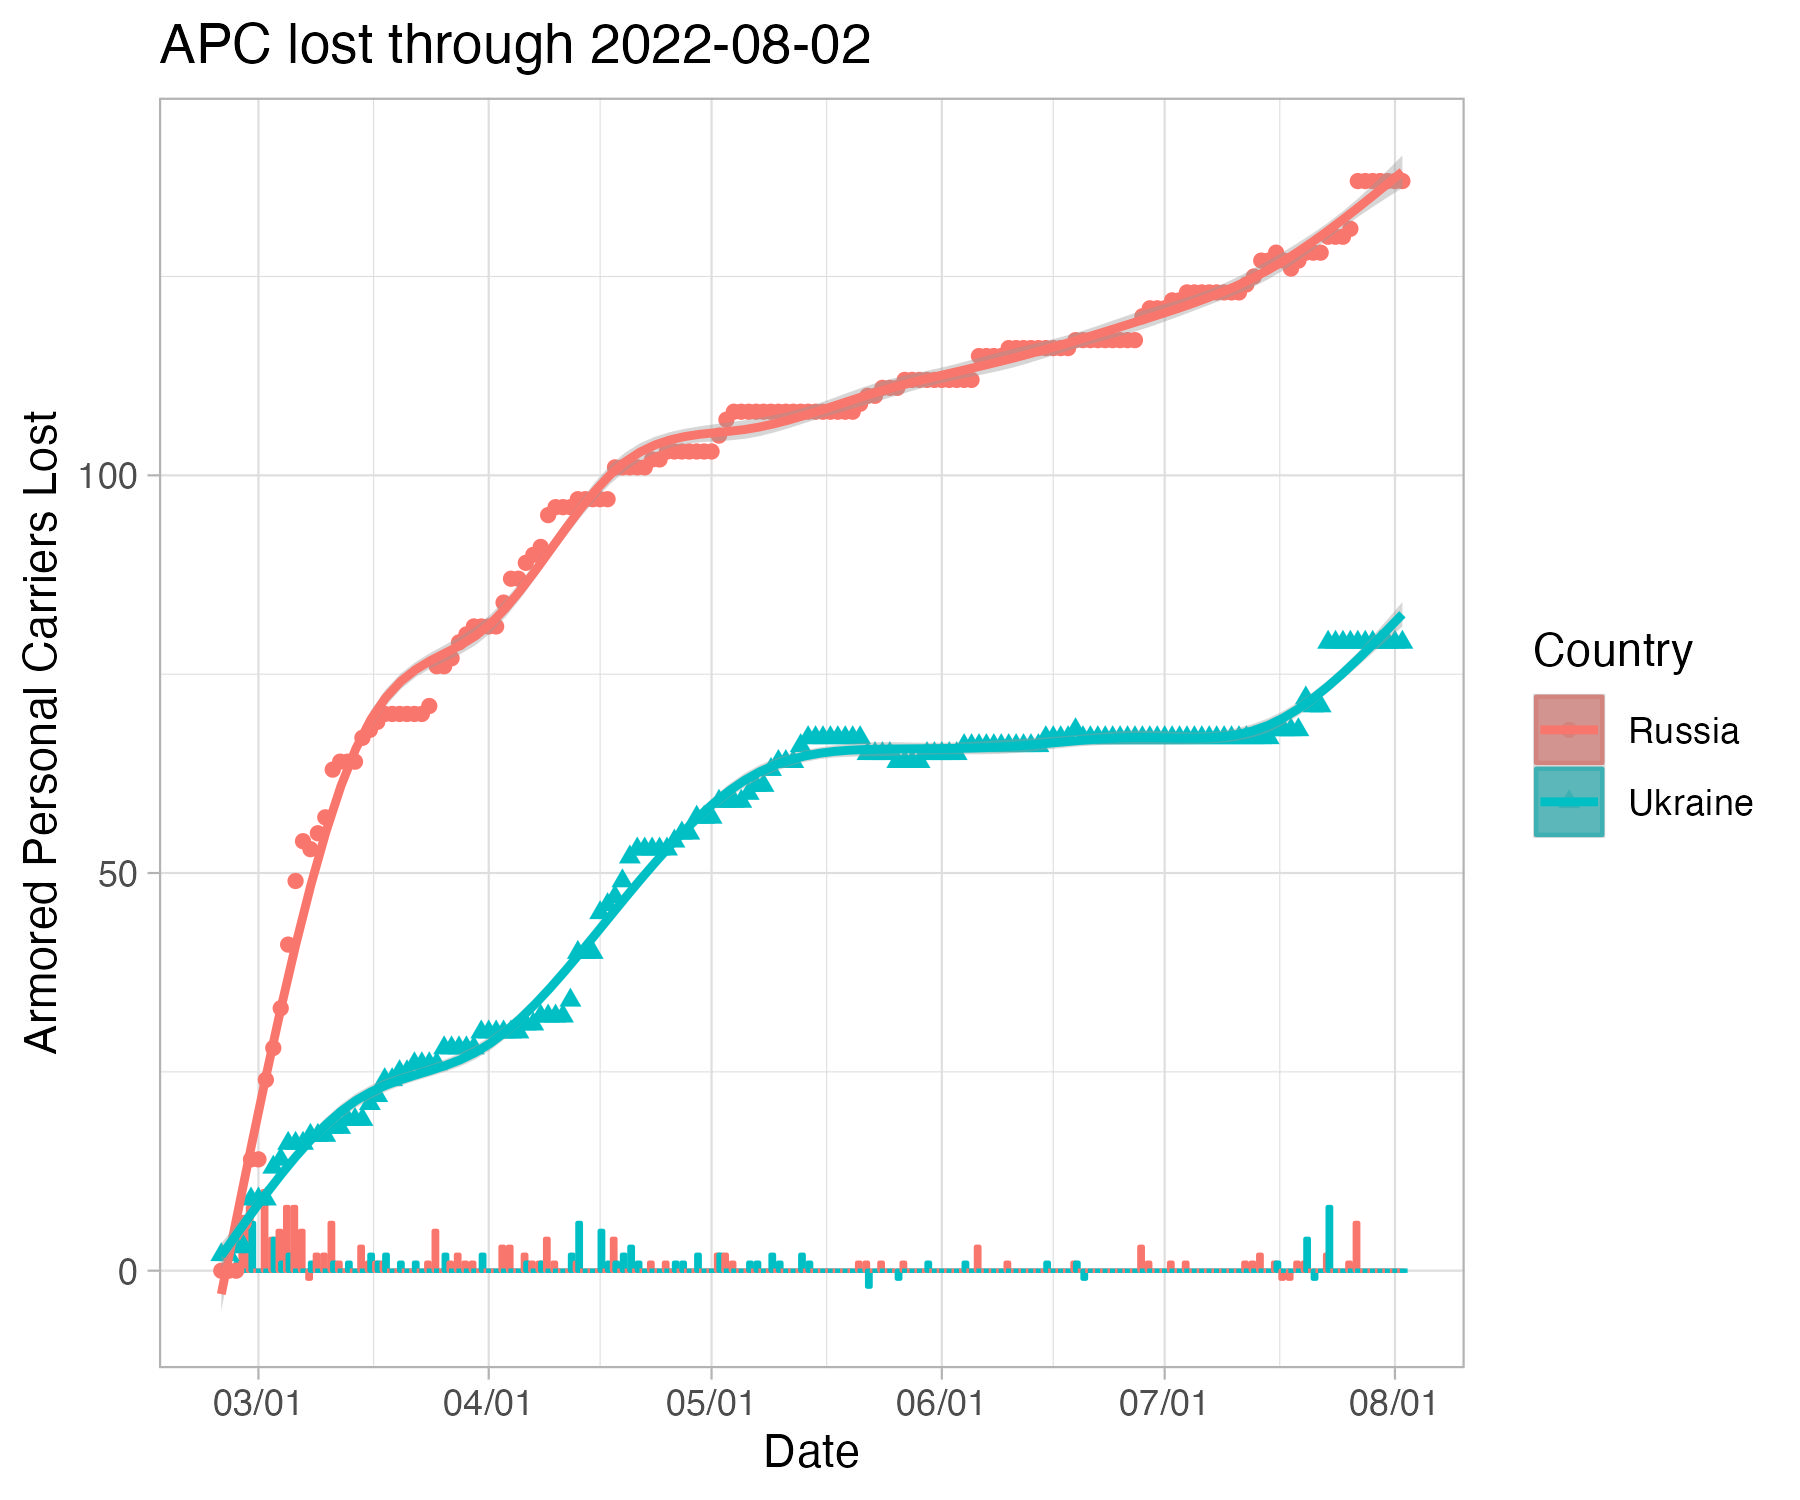 APC lost through 2022-08-02
Armored Personal Carriers Lost
100
50
0
03/01 04/01 05/01 06/01 07/01 08/01
Date
Country
Russia
Ukraine